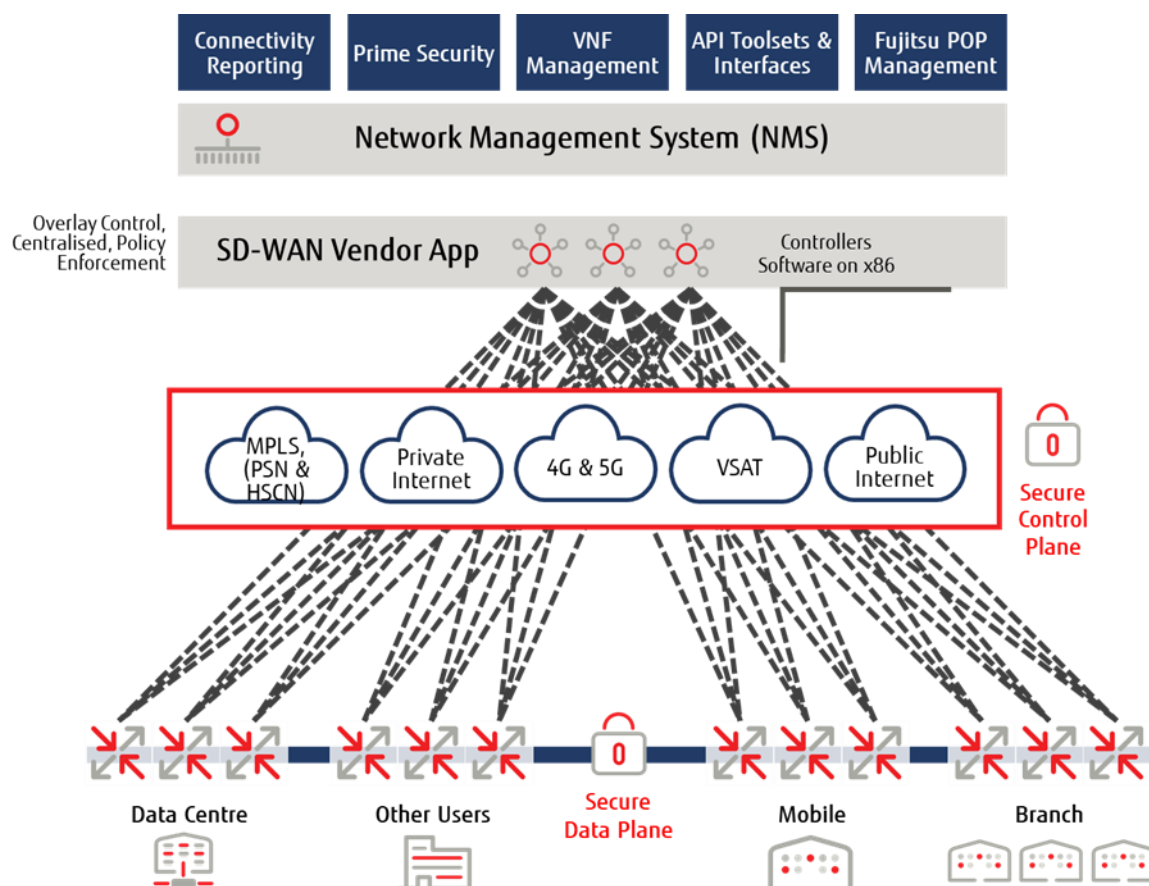 Connectivity
Reporting
Prime Security
VNF
Management
API Toolsets &
Interfaces
Fujitsu POP
Management
Network Management System (NMS)
Overlay Control,
Centralised, Policy
Enforcement
SD-WAN Vendor App
Controllers
Software on x86
MPLS,
(PSN &
HSCN)
Private
Internet
4G & 5G
VSAT
Public
Internet
0
Secure
Control
Plane
0
Data Centre
Other Users
Secure
Data Plane
Mobile
Branch